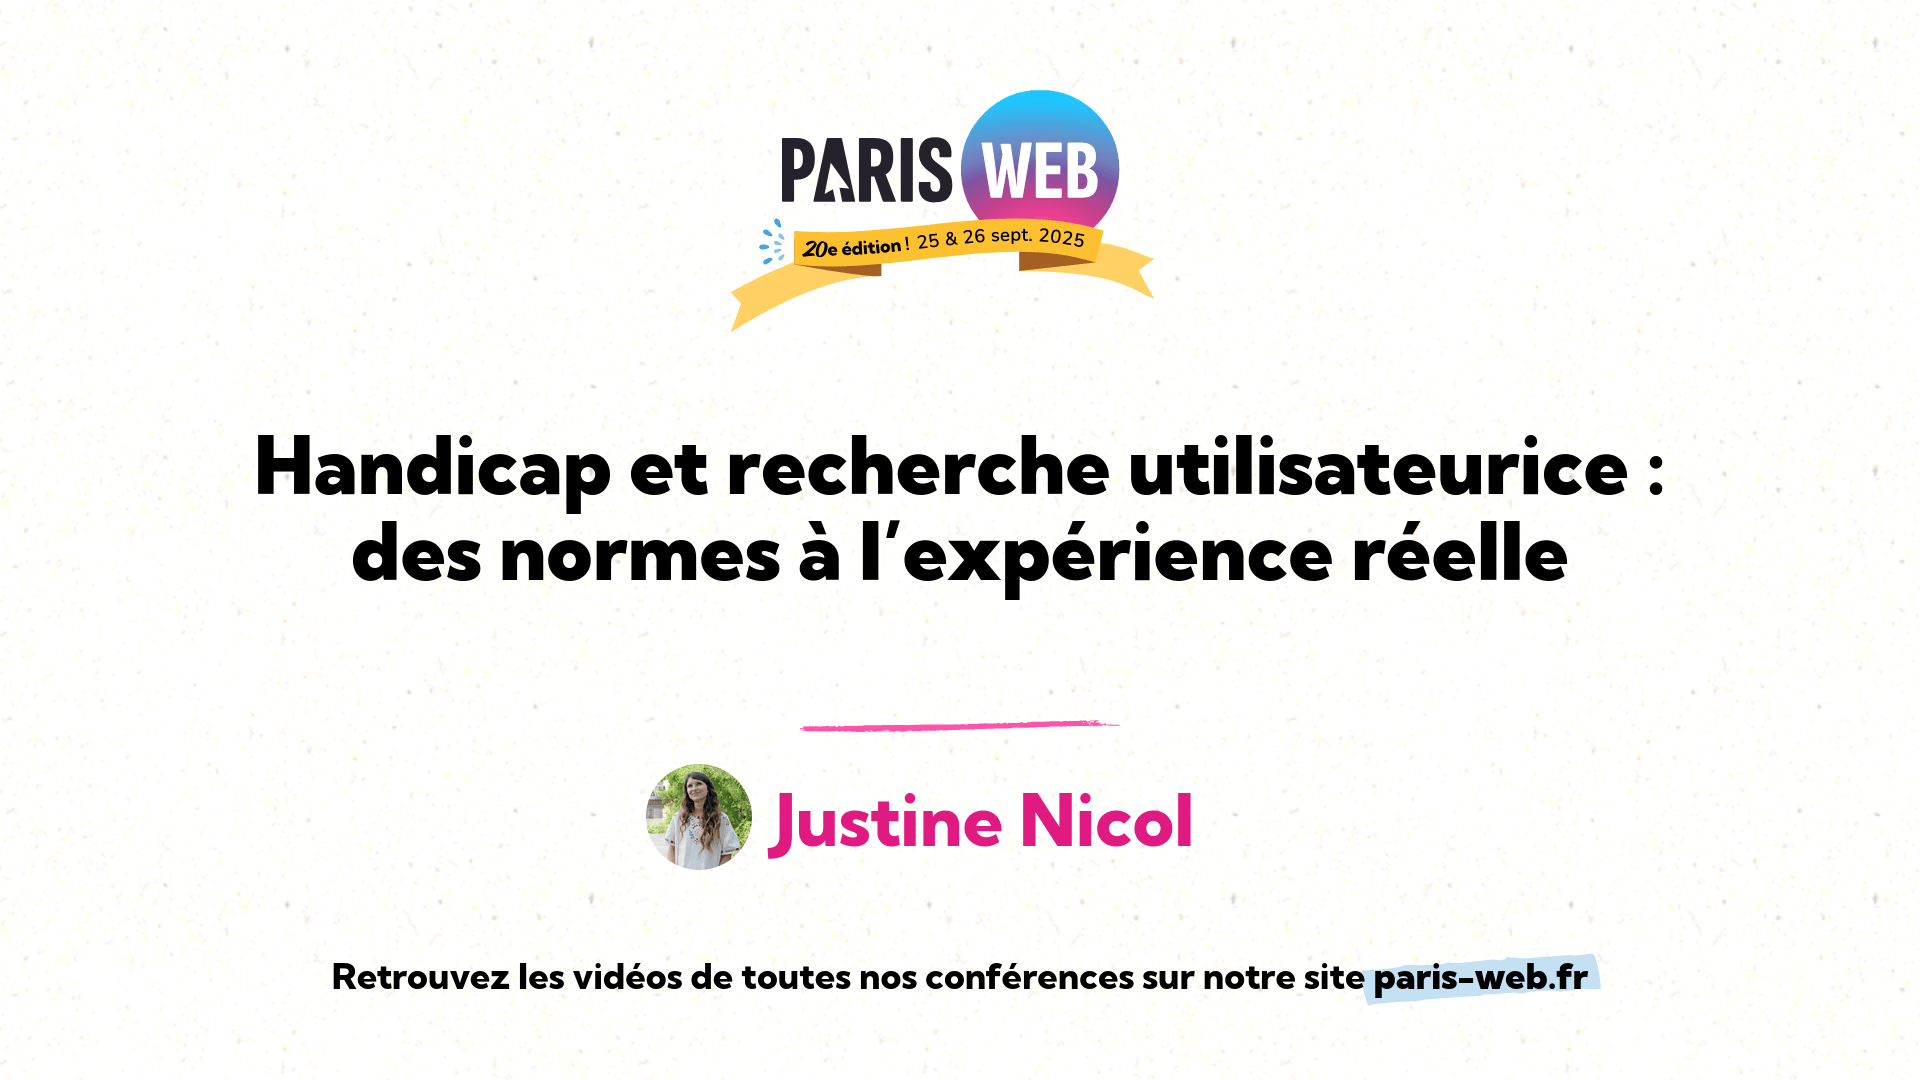 PARIS WEB
20e édition ! 25 & 26 sept. 2025
Handicap et recherche utilisateurice :
des normes à l’expérience réelle
Justine Nicol
Retrouvez les vidéos de toutes nos conférences sur notre site paris-web.fr